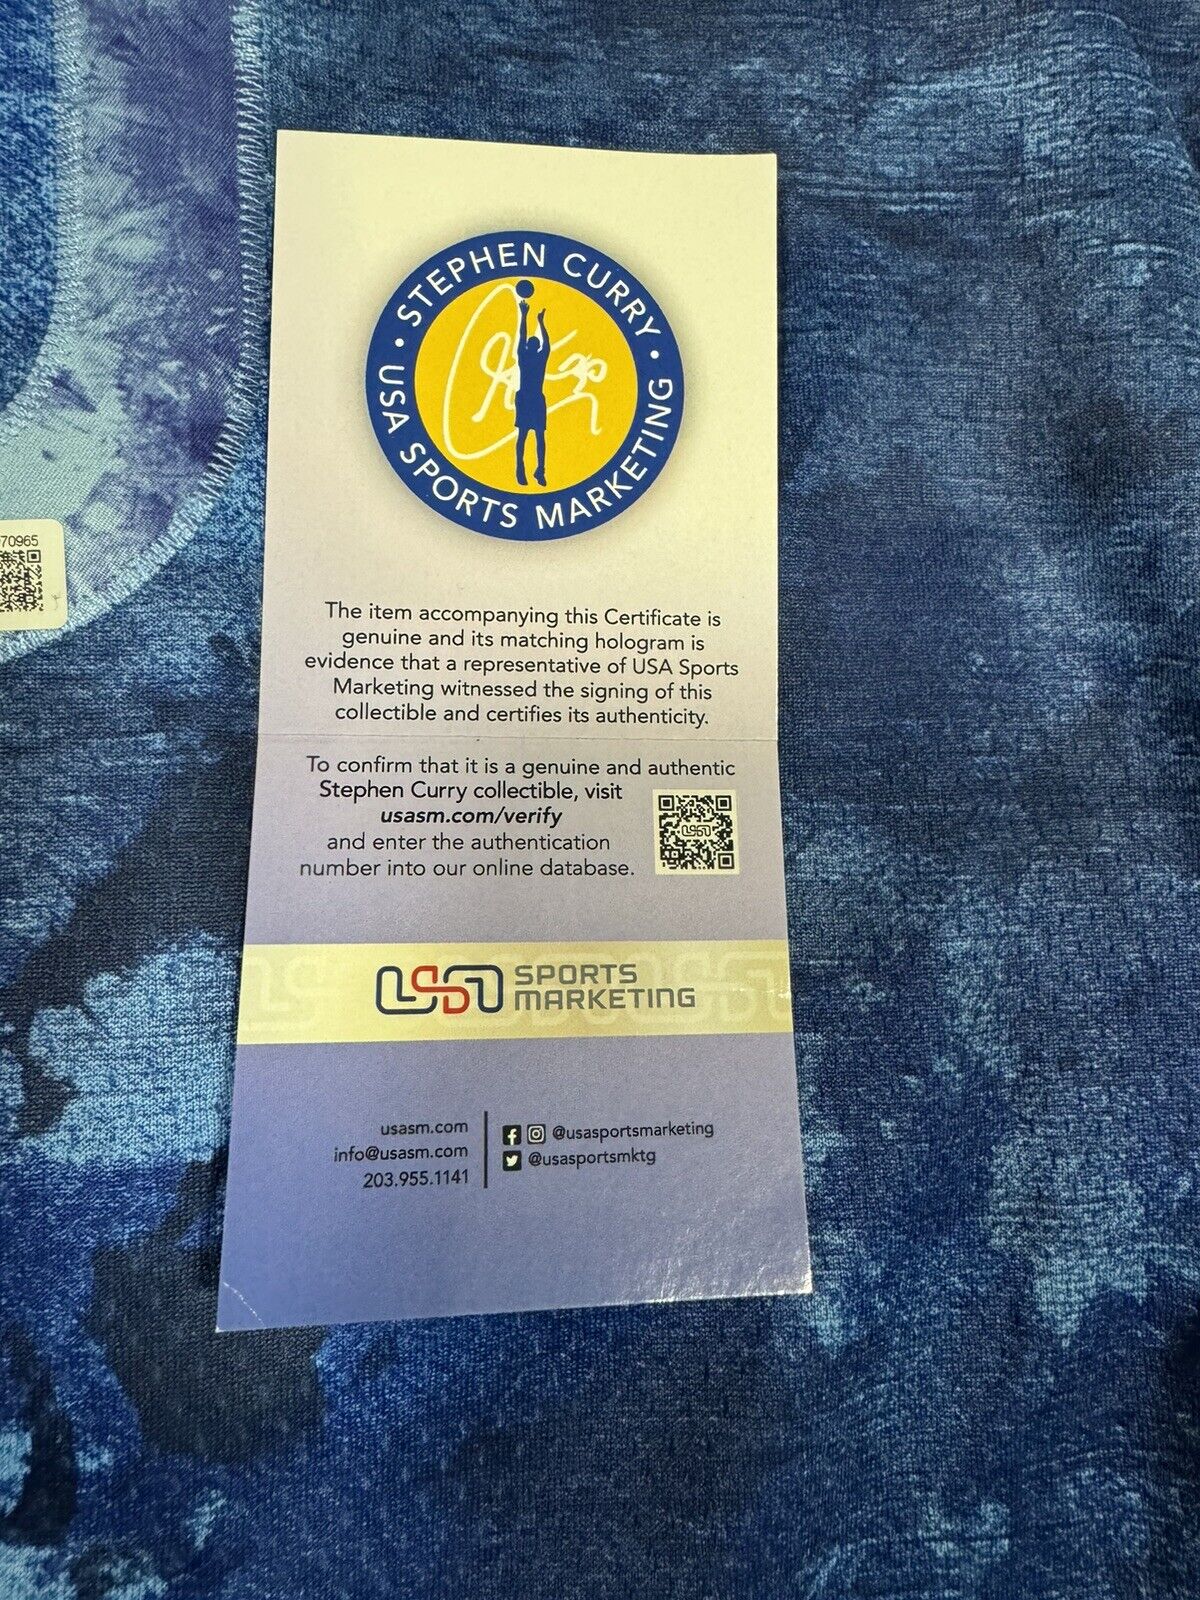 STEPHEN CURRY
USA SPORTS MARKETING
70965
The item accompanying this Certificate is
genuine and its matching hologram is
evidence that a representative of USA Sports
Marketing witnessed the signing of this
collectible and certifies its authenticity.
To confirm that it is a genuine and authentic
Stephen Curry collectible, visit
usasm.com/verify
and enter the authentication
number into our online database.
USA SPORTS
MARKETING
usasm.com
info@usasm.com
203.955.1141
@usasportsmarketing
@usasportsmktg